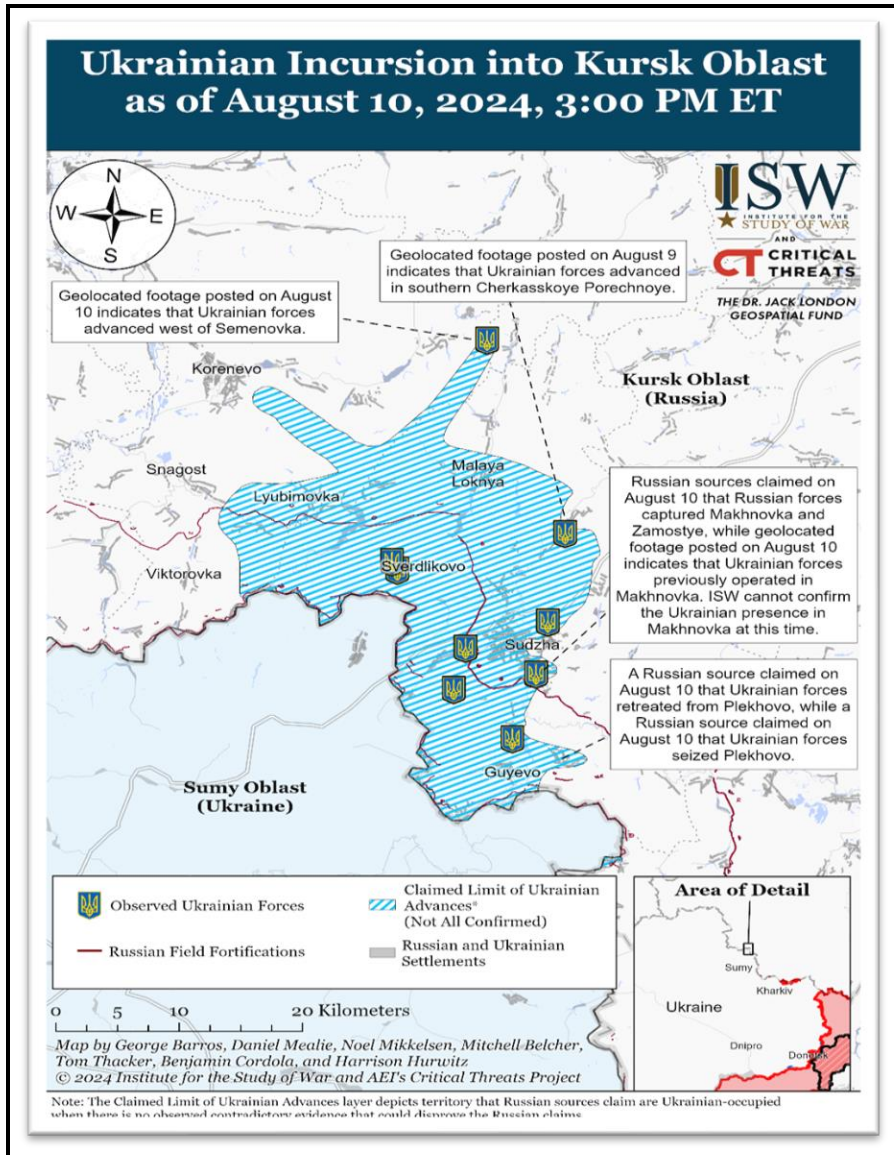 Ukrainian Incursion into Kursk Oblast
as of August 10, 2024, 3:00 PM ET
N
W
E
S
ISW
INSTITUTE FOR THE
STUDY OF WAR
AND
CT CRITICAL
THREATS
THE DR. JACK LONDON
GEOSPATIAL FUND
Geolocated footage posted on August 9
indicates that Ukrainian forces advanced
in southern Cherkasskoye Porechnoye.
Geolocated footage posted on August
10 indicates that Ukrainian forces
advanced west of Semenovka.
Korenevo
Kursk Oblast
(Russia)
Snagost
Malaya
Loknya
Lyubimovka
Russian sources claimed on
August 10 that Russian forces
captured Makhnovka and
Zamostye, while geolocated
footage posted on August 10
indicates that Ukrainian forces
previously operated in
Makhnovka. ISW cannot confirm
the Ukrainian presence in
Makhnovka at this time.
Viktorovka
Sverdlikovo
Sudzha
A Russian source claimed on
August 10 that Ukrainian forces
retreated from Plekhovo, while a
Russian source claimed on
August 10 that Ukrainian forces
seized Plekhovo.
Guyevo
Sumy Oblast
(Ukraine)
Observed Ukrainian Forces
Claimed Limit of Ukrainian
Advances*
(Not All Confirmed)
Russian Field Fortifications
Russian and Ukrainian
Settlements
Area of Detail
Sumy
Kharkiv
Ukraine
Dnipro
Donetsk
0 5 10 20 Kilometers
Map by George Barros, Daniel Mealie, Noel Mikkelsen, Mitchell Belcher,
Tom Thacker, Benjamin Cordola, and Harrison Hurwitz
© 2024 Institute for the Study of War and AEI's Critical Threats Project
Note: The Claimed Limit of Ukrainian Advances layer depicts territory that Russian sources claim are Ukrainian-occupied
when there is no observed contradictory evidence that could disprove the Russian claims.